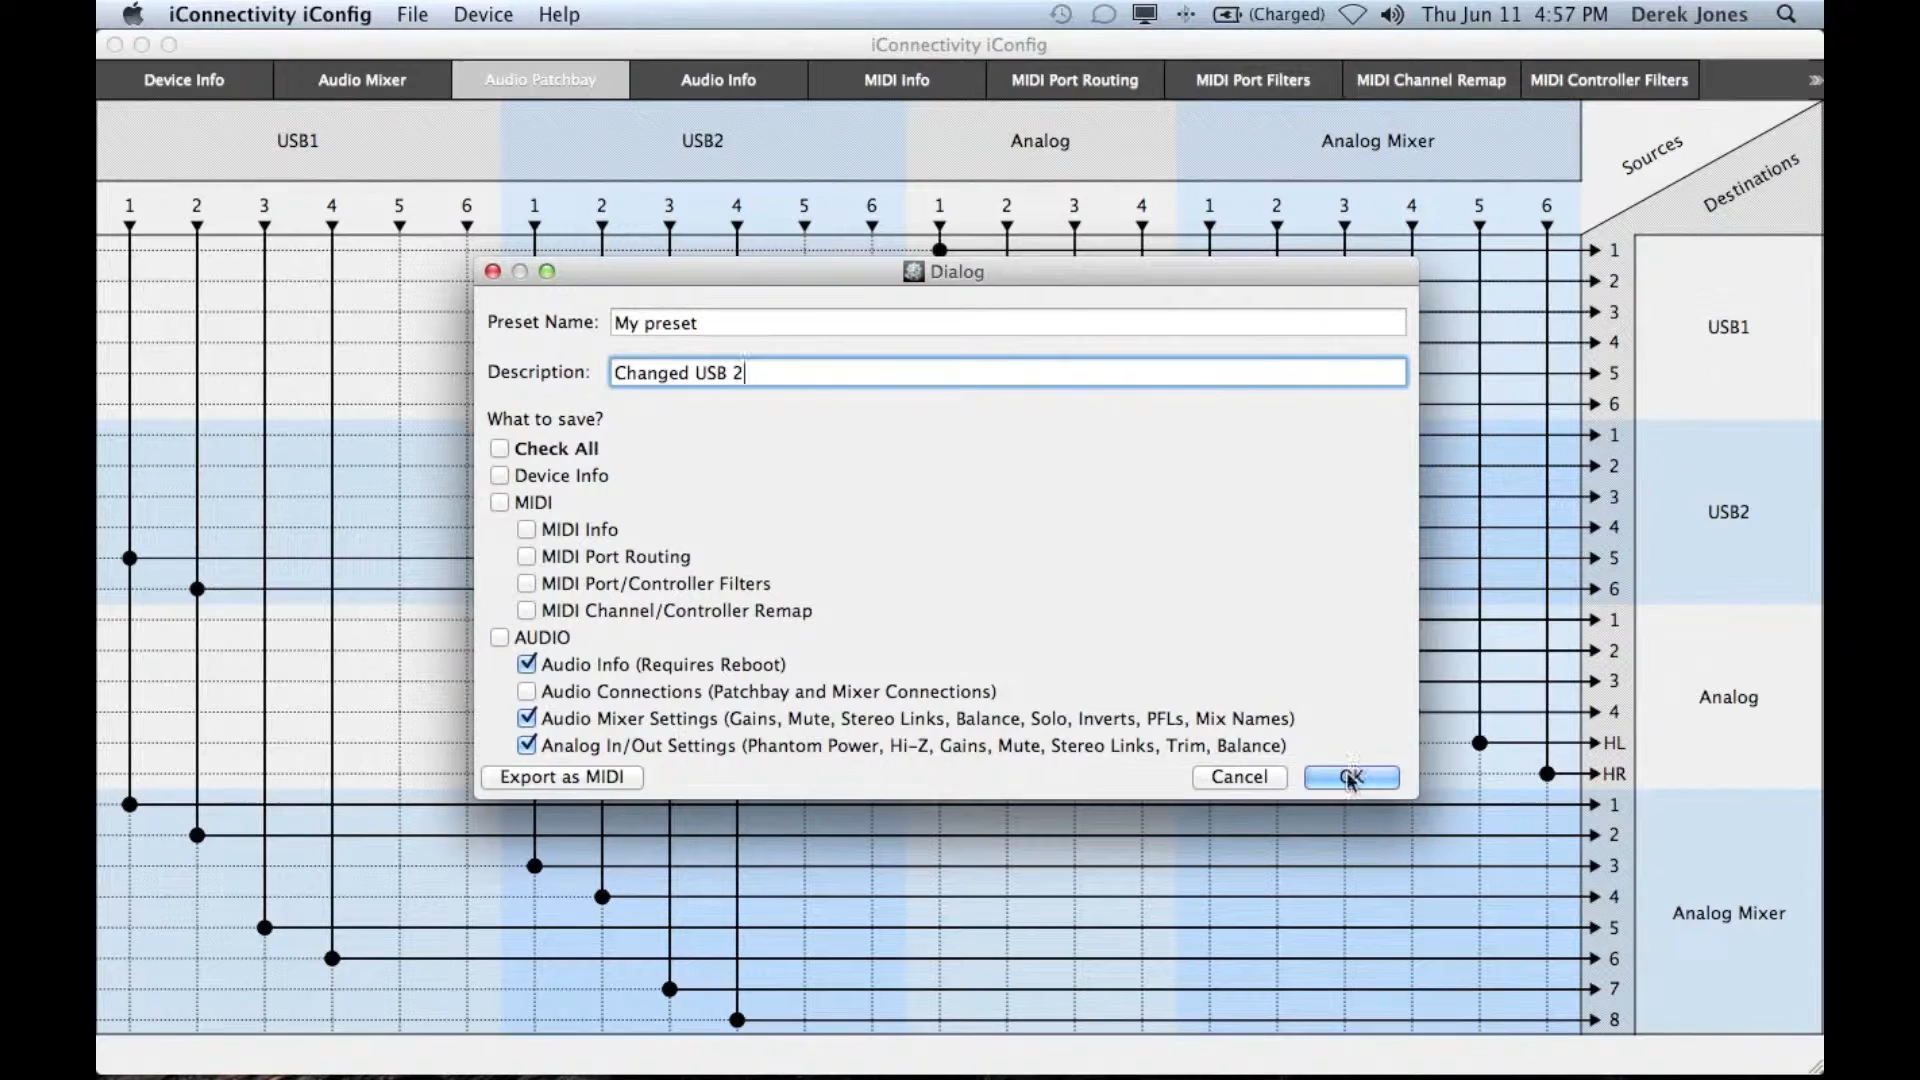 iConnectivity iConfig File Device Help (Charged) Thu Jun 11 4:57 PM Derek Jones
iConnectivity iConfig
Device Info Audio Mixer Audio Patchbay Audio Info MIDI Info MIDI Port Routing MIDI Port Filters MIDI Channel Remap MIDI Controller Filters »
USB1 USB2 Analog Analog Mixer Sources Destinations
1 2 3 4 5 6 1 2 3 4 5 6 1 2 3 4 1 2 3 4 5 6
Dialog
Preset Name: My preset
Description: Changed USB 2
What to save?
Check All
Device Info
MIDI
MIDI Info
MIDI Port Routing
MIDI Port/Controller Filters
MIDI Channel/Controller Remap
AUDIO
Audio Info (Requires Reboot)
Audio Connections (Patchbay and Mixer Connections)
Audio Mixer Settings (Gains, Mute, Stereo Links, Balance, Solo, Inverts, PFLs, Mix Names)
Analog In/Out Settings (Phantom Power, Hi-Z, Gains, Mute, Stereo Links, Trim, Balance)
Export as MIDI Cancel OK
1
2
3
USB1
4
5
6
1
2
3
USB2
4
5
6
1
2
3
Analog
4
HL
HR
1
2
3
4
Analog Mixer
5
6
7
8